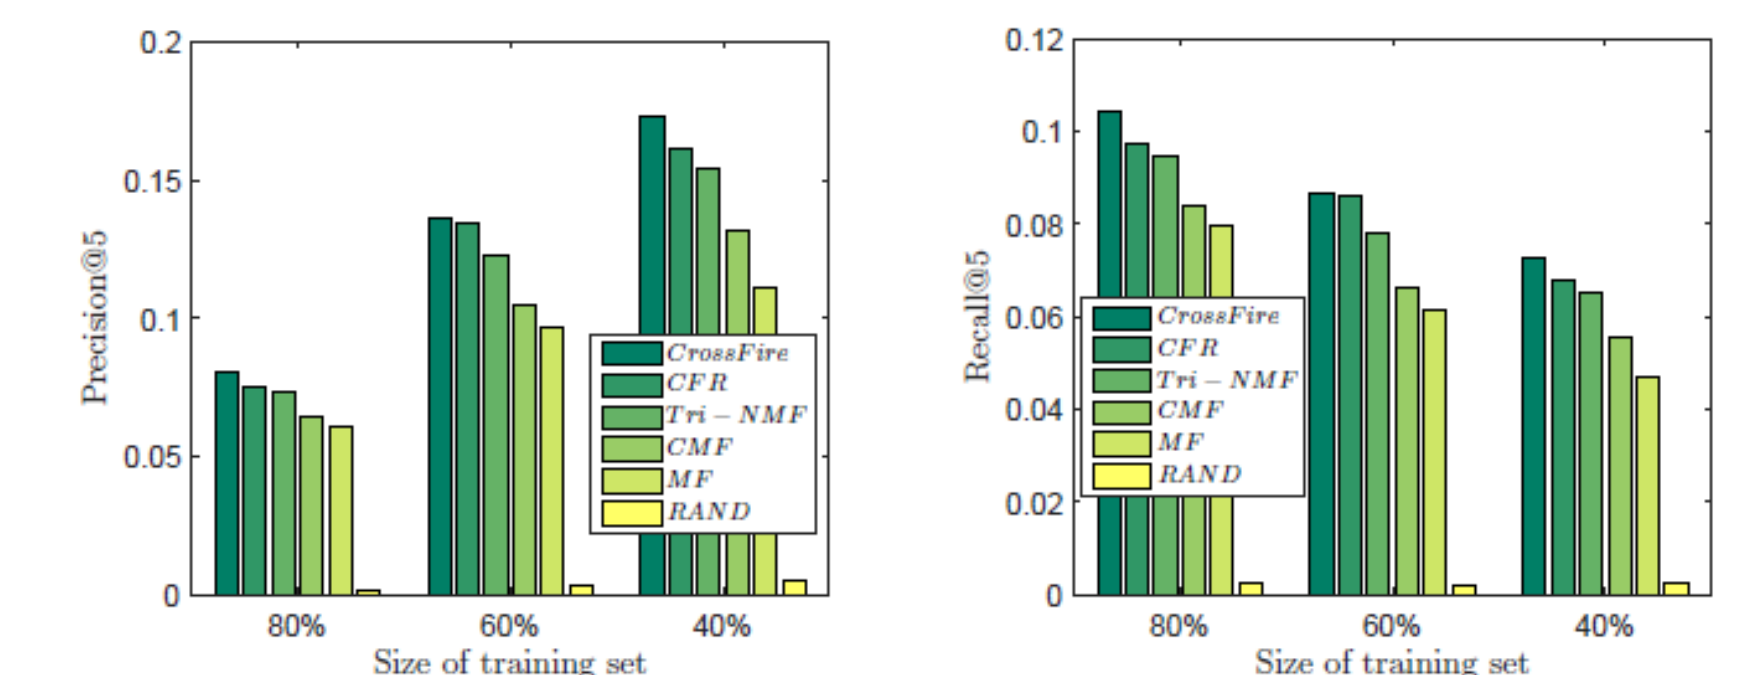 0.2
0.15
0.1
0.05
0
Precision@5
CrossFire
CFR
Tri − NMF
CMF
MF
RAND
80% 60% 40%
Size of training set
0.12
0.1
0.08
0.06
0.04
0.02
0
Recall@5
CrossFire
CFR
Tri − NMF
CMF
MF
RAND
80% 60% 40%
Size of training set